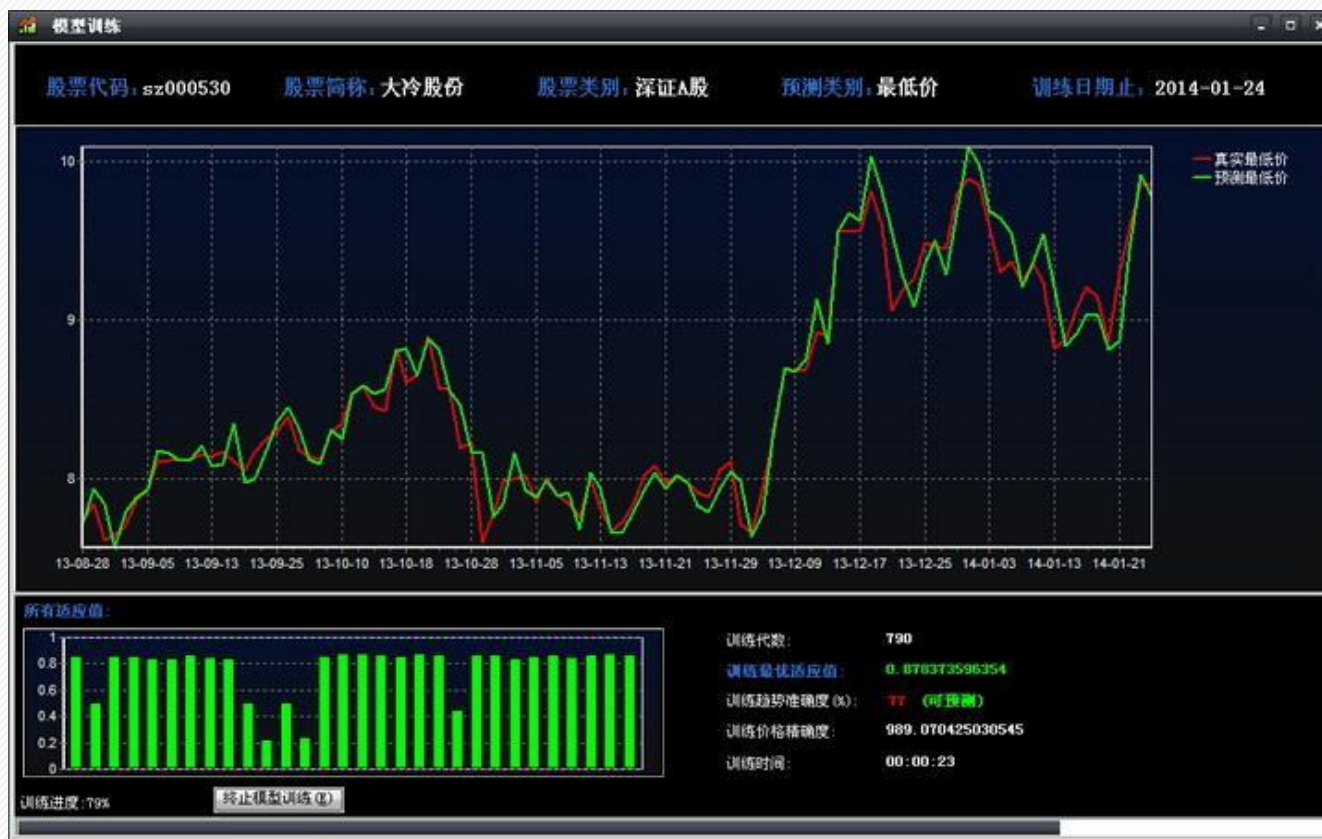 模型训练
股票代码: sz000530 股票简称: 大冷股份 股票类别: 深证A股 预测类别: 最低价 训练日期止: 2014-01-24
10
9
8
真实最低价
预测最低价
13-08-28 13-09-05 13-09-13 13-09-25 13-10-10 13-10-18 13-10-28 13-11-05 13-11-13 13-11-21 13-11-29 13-12-09 13-12-17 13-12-25 14-01-03 14-01-13 14-01-21
所有适应值:
1
0.8
0.6
0.4
0.2
0
训练代数: 790
训练最优适应值: 0.878373596354
训练趋势准确度(%): 77 (可预测)
训练价格精确度: 989.070425030545
训练时间: 00:00:23
训练进度:79%
终止模型训练(E)